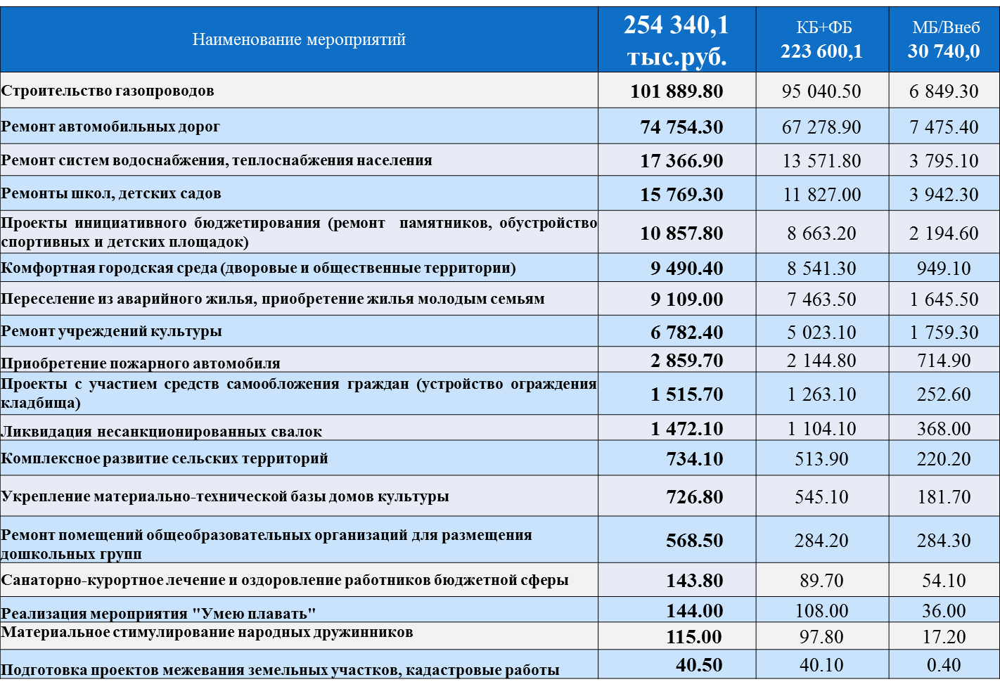 Наименование мероприятий 254 340,1 тыс.руб. КБ+ФБ 223 600,1 МБ/Внеб 30 740,0
Строительство газопроводов 101 889.80 95 040.50 6 849.30
Ремонт автомобильных дорог 74 754.30 67 278.90 7 475.40
Ремонт систем водоснабжения, теплоснабжения населения 17 366.90 13 571.80 3 795.10
Ремонты школ, детских садов 15 769.30 11 827.00 3 942.30
Проекты инициативного бюджетирования (ремонт памятников, обустройство
спортивных и детских площадок) 10 857.80 8 663.20 2 194.60
Комфортная городская среда (дворовые и общественные территории) 9 490.40 8 541.30 949.10
Переселение из аварийного жилья, приобретение жилья молодым семьям 9 109.00 7 463.50 1 645.50
Ремонт учреждений культуры 6 782.40 5 023.10 1 759.30
Приобретение пожарного автомобиля 2 859.70 2 144.80 714.90
Проекты с участием средств самообложения граждан (устройство ограждения
кладбища) 1 515.70 1 263.10 252.60
Ликвидация несанкционированных свалок 1 472.10 1 104.10 368.00
Комплексное развитие сельских территорий 734.10 513.90 220.20
Укрепление материально-технической базы домов культуры 726.80 545.10 181.70
Ремонт помещений общеобразовательных организаций для размещения
дошкольных групп 568.50 284.20 284.30
Санаторно-курортное лечение и оздоровление работников бюджетной сферы 143.80 89.70 54.10
Реализация мероприятия "Умею плавать" 144.00 108.00 36.00
Материальное стимулирование народных дружинников 115.00 97.80 17.20
Подготовка проектов межевания земельных участков, кадастровые работы 40.50 40.10 0.40